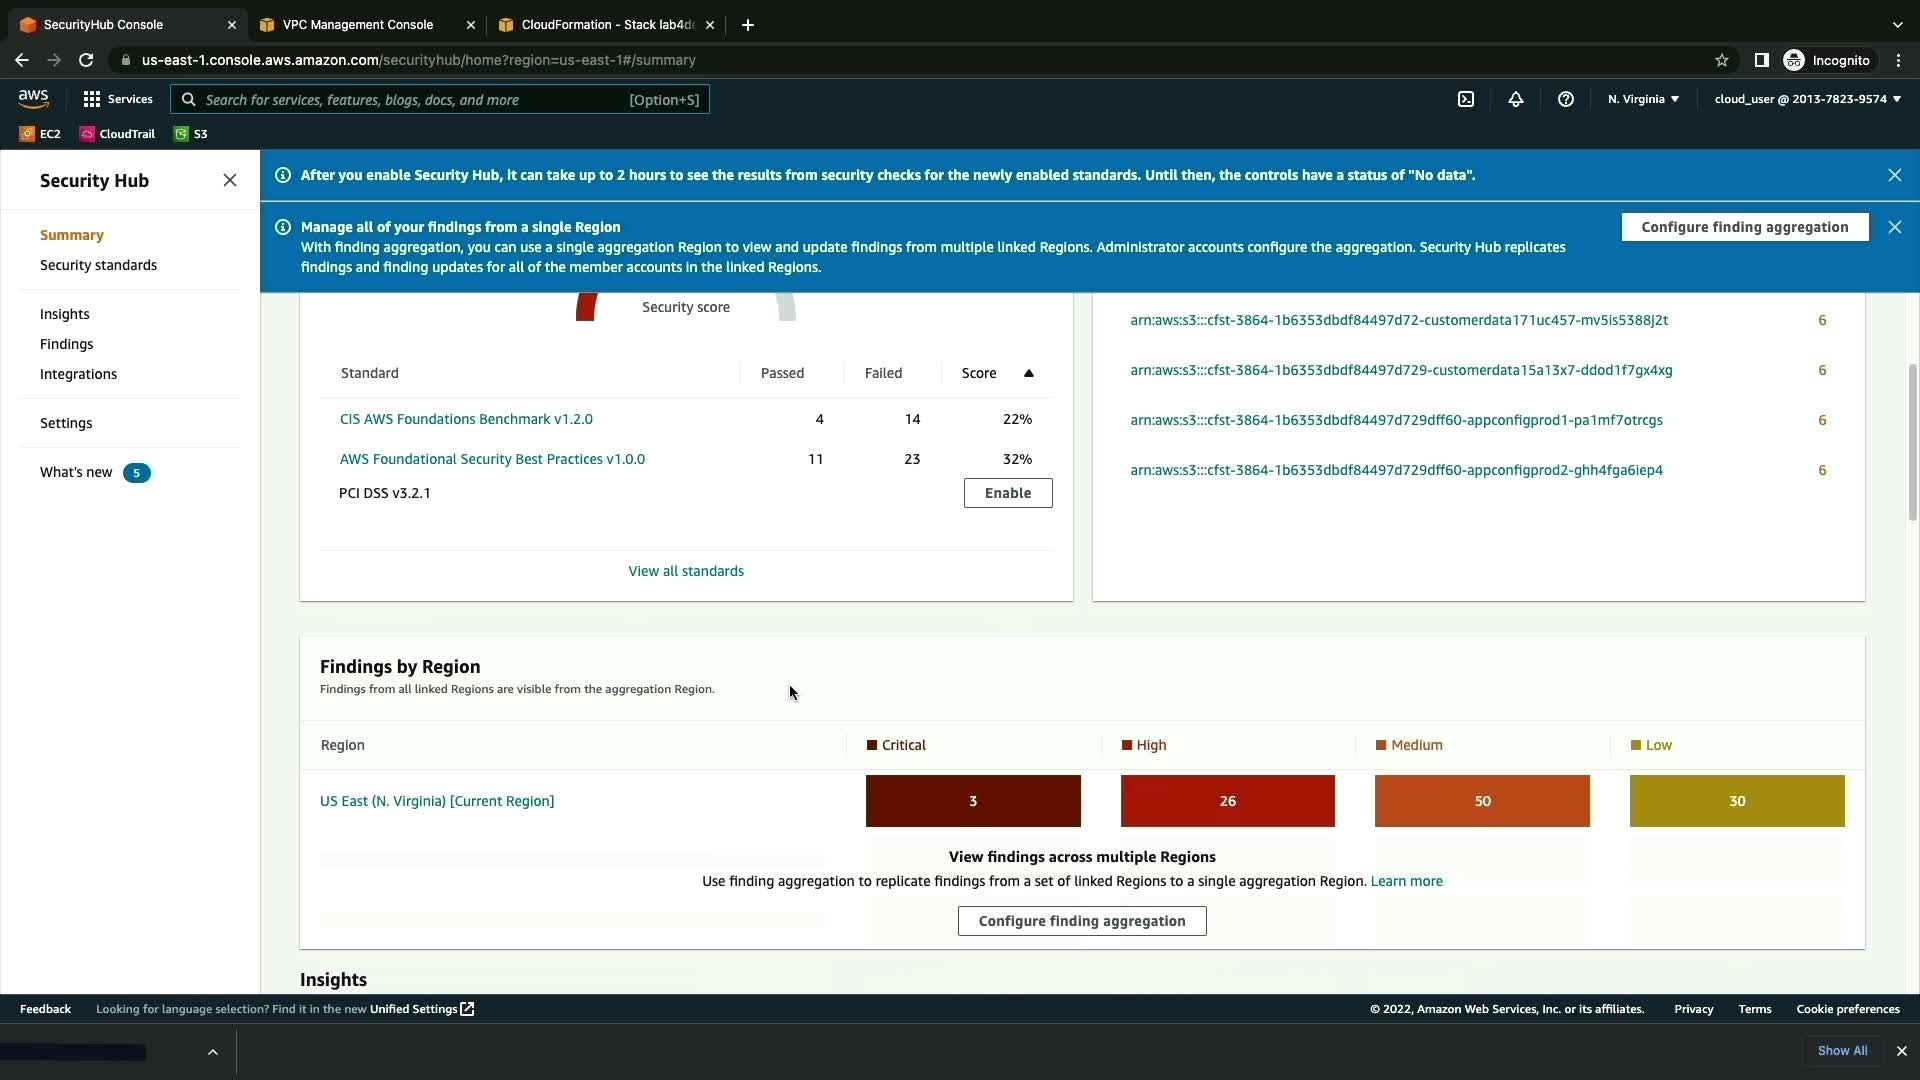 SecurityHub Console
VPC Management Console
CloudFormation - Stack lab4de
us-east-1.console.aws.amazon.com/securityhub/home?region=us-east-1#/summary
Incognito
aws
Services
Search for services, features, blogs, docs, and more
[Option+S]
N. Virginia
cloud_user @ 2013-7823-9574
EC2
CloudTrail
S3
Security Hub
Summary
Security standards
Insights
Findings
Integrations
Settings
What's new 5
After you enable Security Hub, it can take up to 2 hours to see the results from security checks for the newly enabled standards. Until then, the controls have a status of "No data".
Manage all of your findings from a single Region
With finding aggregation, you can use a single aggregation Region to view and update findings from multiple linked Regions. Administrator accounts configure the aggregation. Security Hub replicates
findings and finding updates for all of the member accounts in the linked Regions.
Configure finding aggregation
Security score
Standard Passed Failed Score
CIS AWS Foundations Benchmark v1.2.0 4 14 22%
AWS Foundational Security Best Practices v1.0.0 11 23 32%
PCI DSS v3.2.1 Enable
View all standards
arn:aws:s3:::cfst-3864-1b6353dbdf84497d72-customerdata171uc457-mv5is5388j2t 6
arn:aws:s3:::cfst-3864-1b6353dbdf84497d729-customerdata15a13x7-ddod1f7gx4xg 6
arn:aws:s3:::cfst-3864-1b6353dbdf84497d729dff60-appconfigprod1-pa1mf7otrcgs 6
arn:aws:s3:::cfst-3864-1b6353dbdf84497d729dff60-appconfigprod2-ghh4fga6iep4 6
Findings by Region
Findings from all linked Regions are visible from the aggregation Region.
Region Critical High Medium Low
US East (N. Virginia) [Current Region] 3 26 50 30
View findings across multiple Regions
Use finding aggregation to replicate findings from a set of linked Regions to a single aggregation Region. Learn more
Configure finding aggregation
Insights
Feedback
Looking for language selection? Find it in the new Unified Settings
© 2022, Amazon Web Services, Inc. or its affiliates.
Privacy
Terms
Cookie preferences
Show All